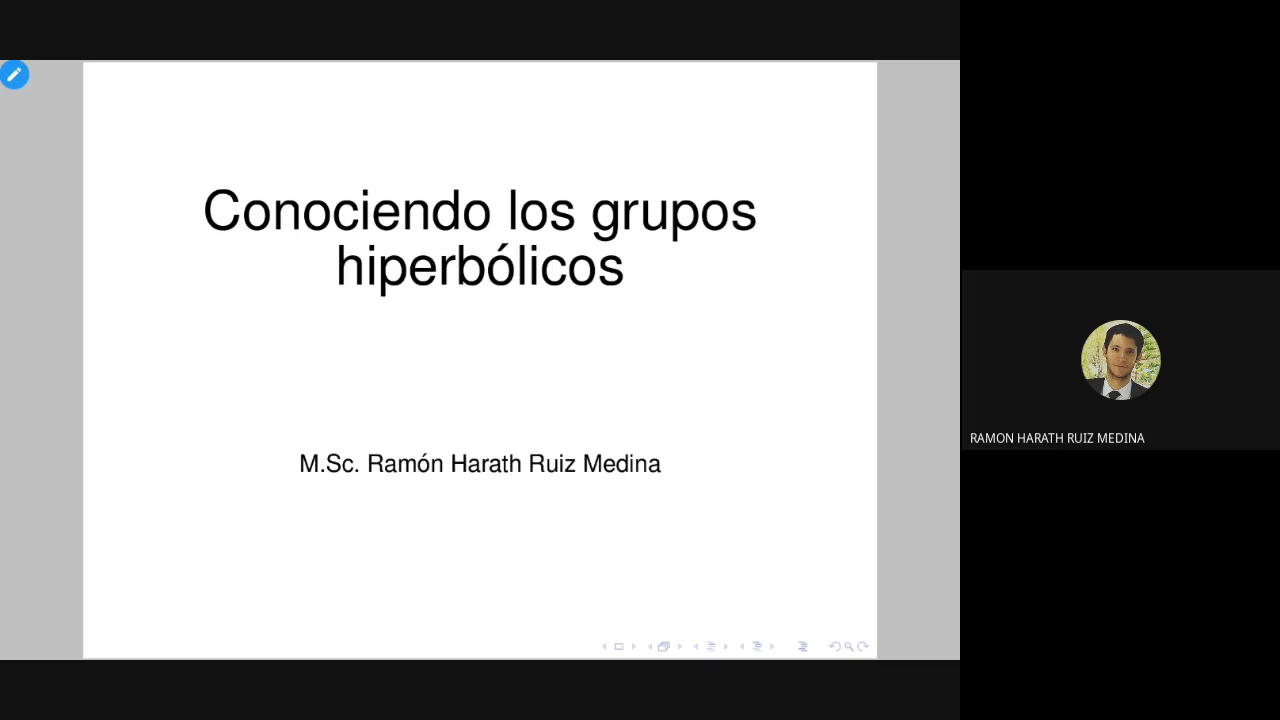 Conociendo los grupos
hiperbólicos
M.Sc. Ramón Harath Ruiz Medina
RAMON HARATH RUIZ MEDINA